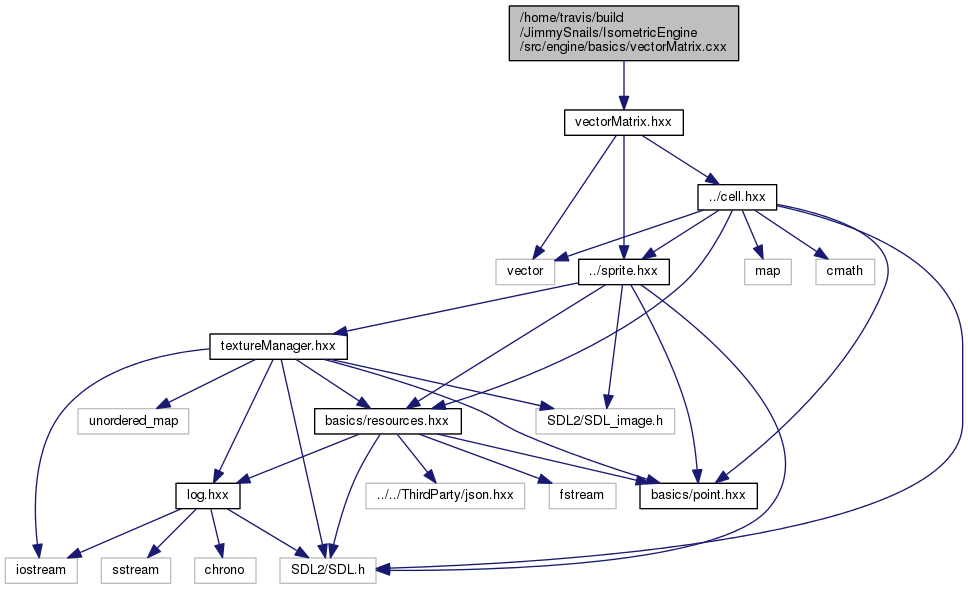 /home/travis/build
/JimmySnails/IsometricEngine
/src/engine/basics/vectorMatrix.cxx
vectorMatrix.hxx
../cell.hxx
vector
../sprite.hxx
map
cmath
textureManager.hxx
unordered_map
basics/resources.hxx
SDL2/SDL_image.h
log.hxx
../../ThirdParty/json.hxx
fstream
basics/point.hxx
iostream
sstream
chrono
SDL2/SDL.h